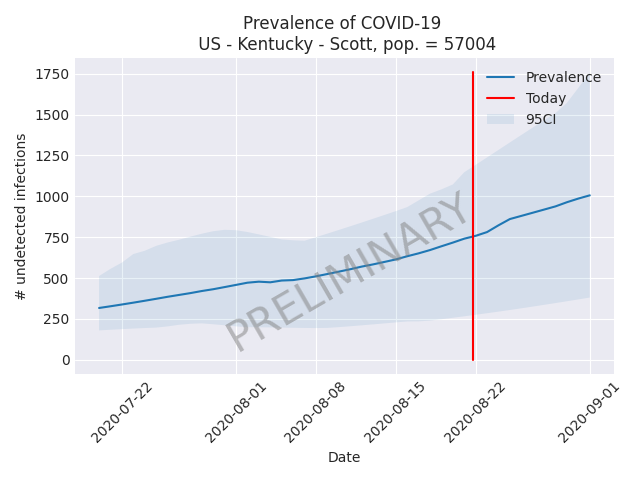 Prevalence of COVID-19
US - Kentucky - Scott, pop. = 57004
1750
1500
1250
1000
750
500
250
0
# undetected infections
Prevalence
Today
95CI
PRELIMINARY
2020-07-22
2020-08-01
2020-08-08
2020-08-15
2020-08-22
2020-09-01
Date